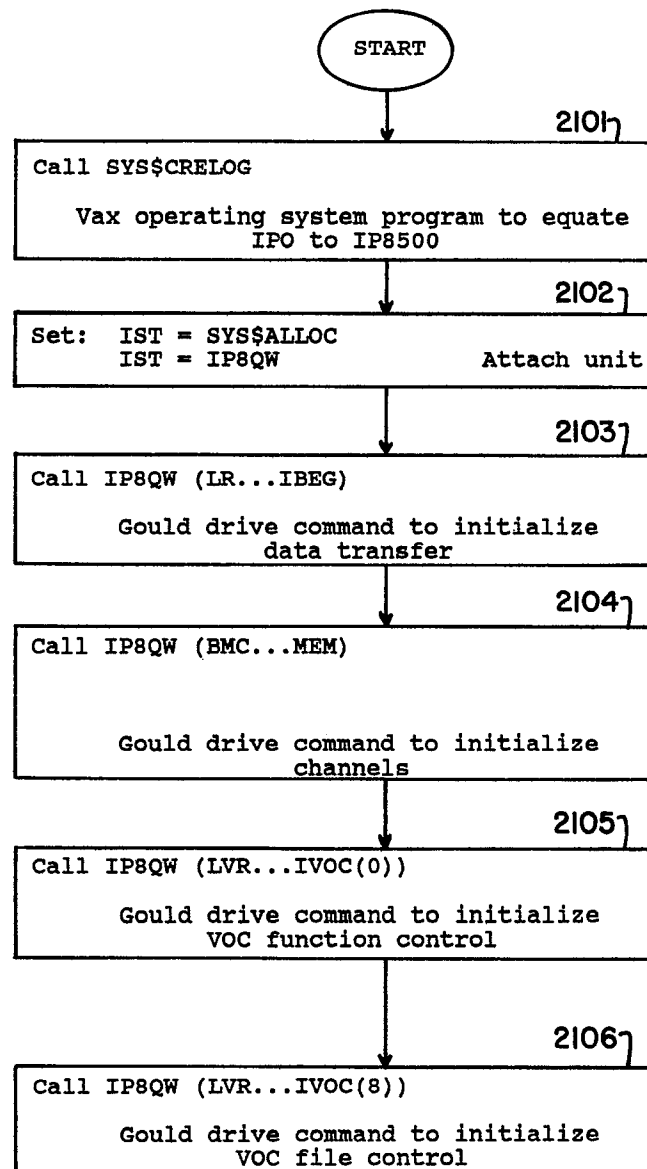 START
2101
Call SYS$CRELOG
Vax operating system program to equate
IPO to IP8500
2102
Set: IST = SYS$ALLOC
IST = IP8QW Attach unit
2103
Call IP8QW (LR...IBEG)
Gould drive command to initialize
data transfer
2104
Call IP8QW (BMC...MEM)
Gould drive command to initialize
channels
2105
Call IP8QW (LVR...IVOC(0))
Gould drive command to initialize
VOC function control
2106
Call IP8QW (LVR...IVOC(8))
Gould drive command to initialize
VOC file control